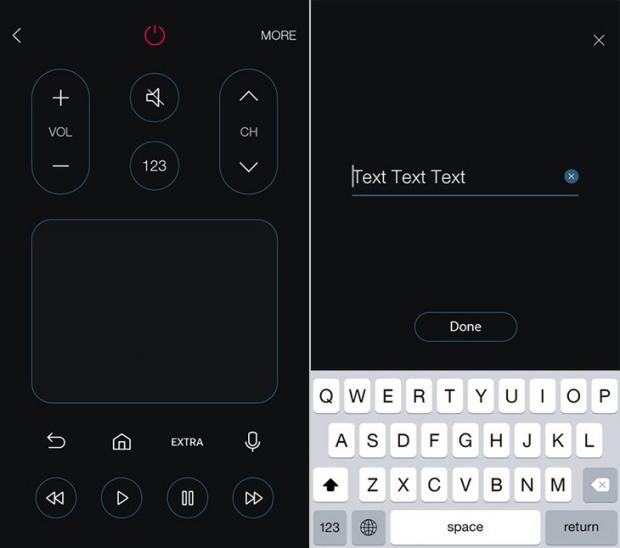 MORE
VOL
CH
123
EXTRA
Text Text Text
Done
Q W E R T Y U I O P
A S D F G H J K L
Z X C V B N M
123 space return